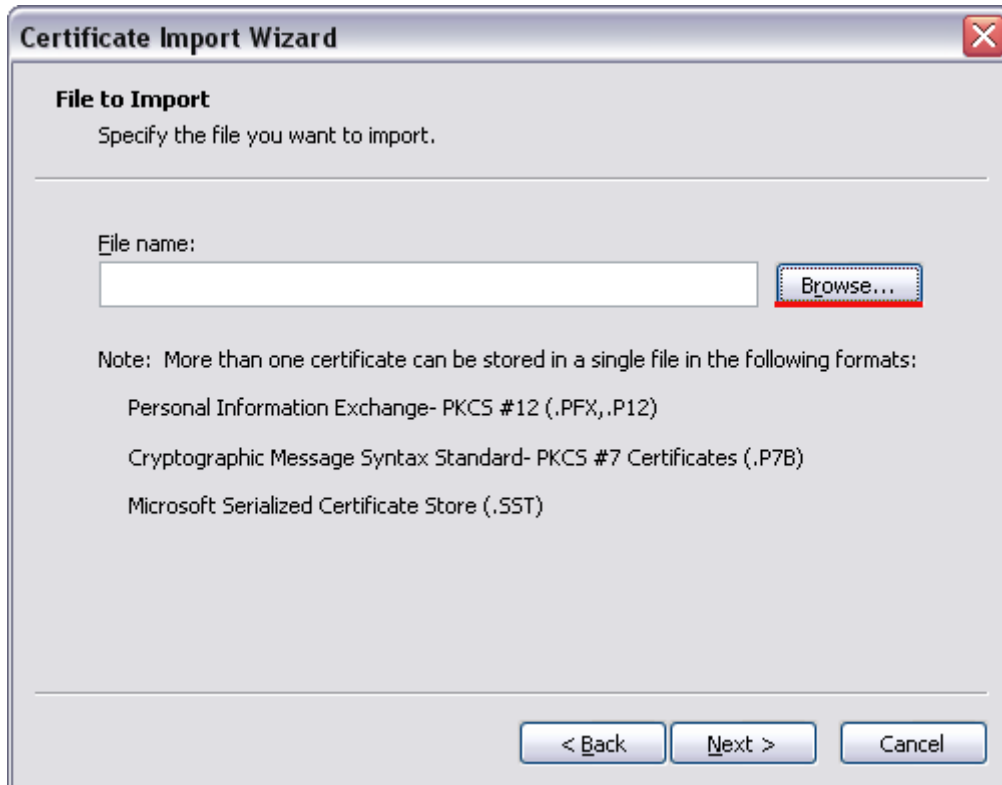 Certificate Import Wizard
File to Import
Specify the file you want to import.
File name:
Browse...
Note: More than one certificate can be stored in a single file in the following formats:
Personal Information Exchange- PKCS #12 (.PFX,.P12)
Cryptographic Message Syntax Standard- PKCS #7 Certificates (.P7B)
Microsoft Serialized Certificate Store (.SST)
< Back Next > Cancel